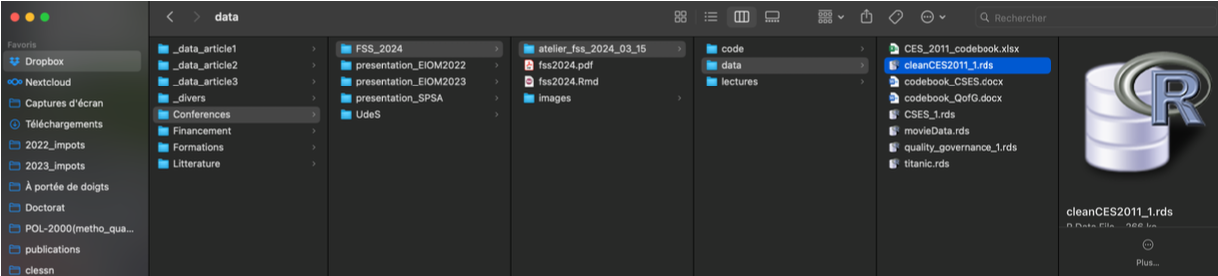 data
Rechercher
Favoris
Dropbox
Nextcloud
Captures d'écran
Téléchargements
2022_impots
2023_impots
À portée de doigts
Doctorat
POL-2000(metho_qua...
publications
clessn
_data_article1
_data_article2
_data_article3
_divers
Conferences
Financement
Formations
Litterature
FSS_2024
presentation_EIOM2022
presentation_EIOM2023
presentation_SPSA
UdeS
atelier_fss_2024_03_15
fss2024.pdf
fss2024.Rmd
images
code
data
lectures
CES_2011_codebook.xlsx
cleanCES2011_1.rds
codebook_CSES.docx
codebook_QofG.docx
CSES_1.rds
movieData.rds
quality_governance_1.rds
titanic.rds
R
cleanCES2011_1.rds
R Data File - 266 ko
Plus...